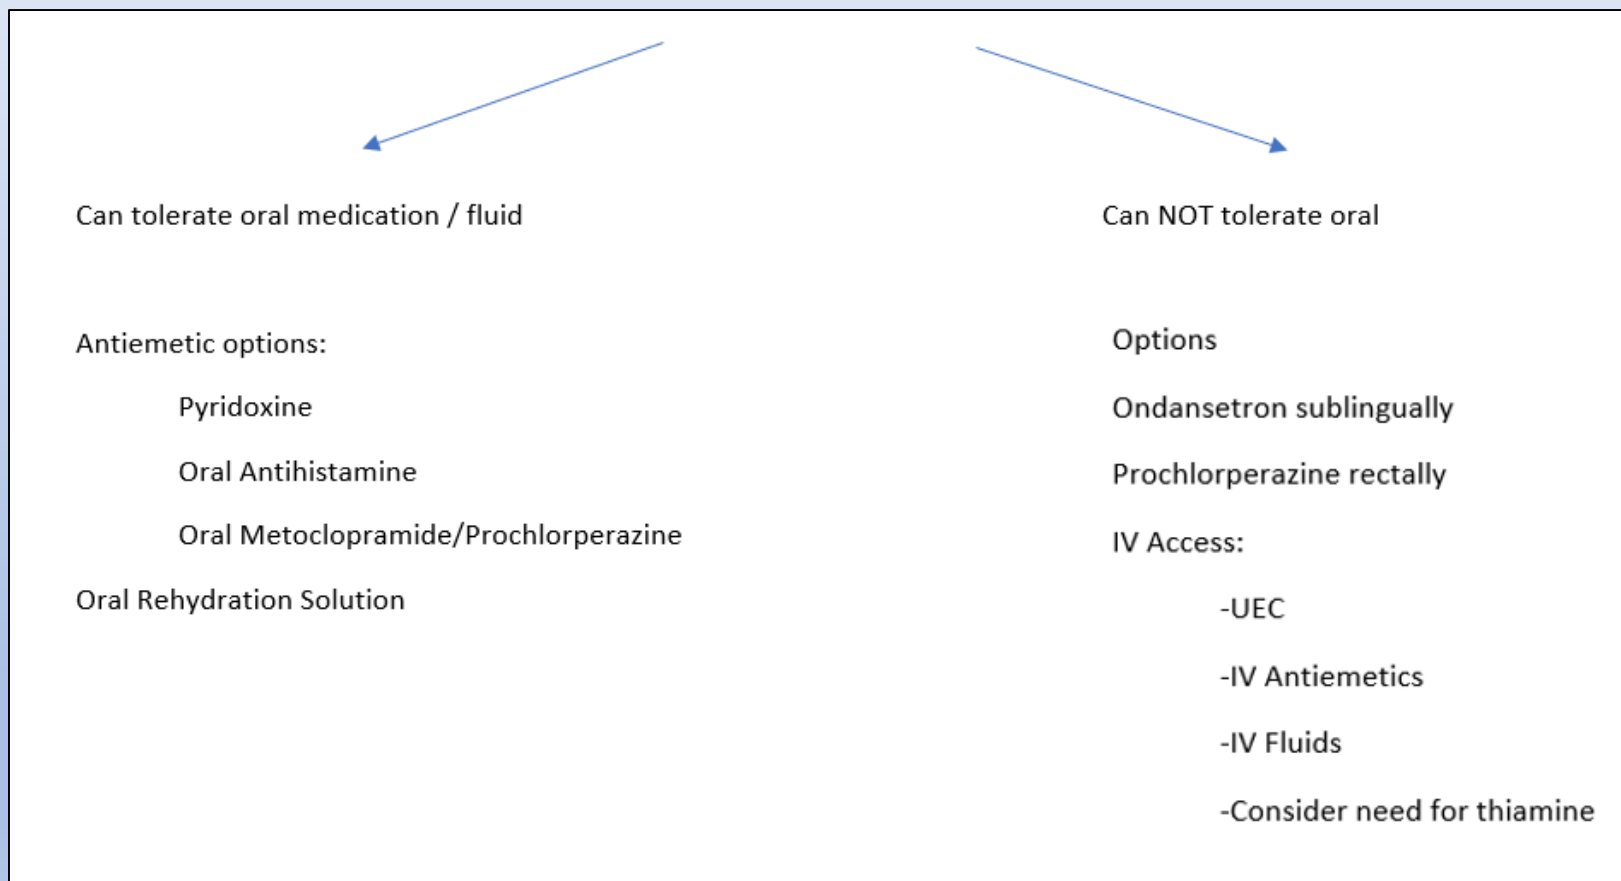 Can tolerate oral medication / fluid
Antiemetic options:
Pyridoxine
Oral Antihistamine
Oral Metoclopramide/Prochlorperazine
Oral Rehydration Solution
Can NOT tolerate oral
Options
Ondansetron sublingually
Prochlorperazine rectally
IV Access:
-UEC
-IV Antiemetics
-IV Fluids
-Consider need for thiamine